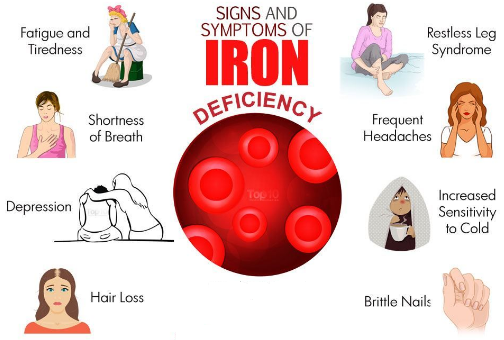 SIGNS AND
SYMPTOMS OF
IRON
DEFICIENCY
Fatigue and
Tiredness
Restless Leg
Syndrome
Shortness
of Breath
Frequent
Headaches
Depression
Increased
Sensitivity
to Cold
Hair Loss
Brittle Nails